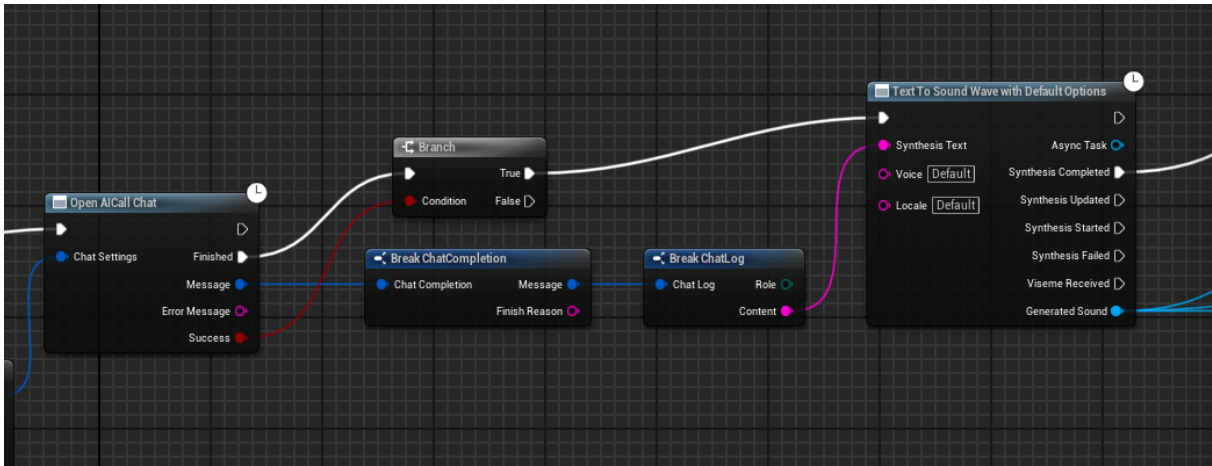 Open AICall Chat
Chat Settings
Finished
Message
Error Message
Success
Branch
True
Condition
False
Break ChatCompletion
Chat Completion
Message
Finish Reason
Break ChatLog
Chat Log
Role
Content
Text To Sound Wave with Default Options
Synthesis Text
Async Task
Voice Default
Synthesis Completed
Locale Default
Synthesis Updated
Synthesis Started
Synthesis Failed
Viseme Received
Generated Sound